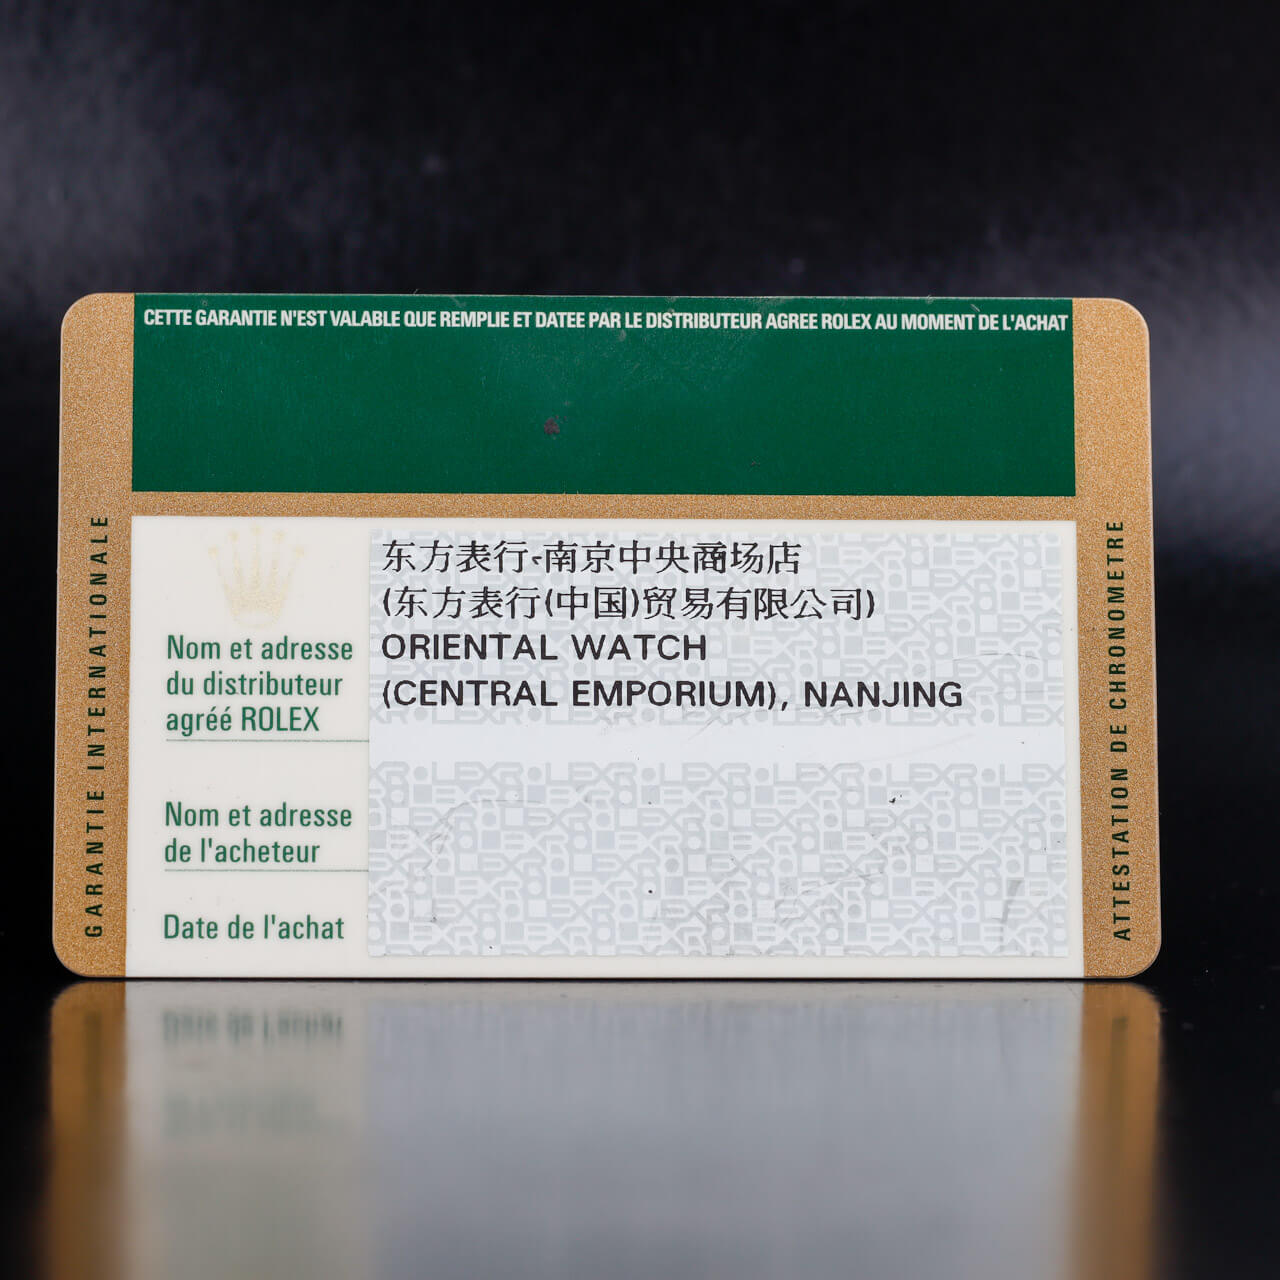 CETTE GARANTIE N'EST VALABLE QUE REMPLIE ET DATEE PAR LE DISTRIBUTEUR AGREE ROLEX AU MOMENT DE L'ACHAT
GARANTIE INTERNATIONALE
东方表行-南京中央商场店
(东方表行(中国)贸易有限公司)
ORIENTAL WATCH
(CENTRAL EMPORIUM), NANJING
Nom et adresse
du distributeur
agréé ROLEX
Nom et adresse
de l'acheteur
Date de l'achat
ATTESTATION DE CHRONOMETRE